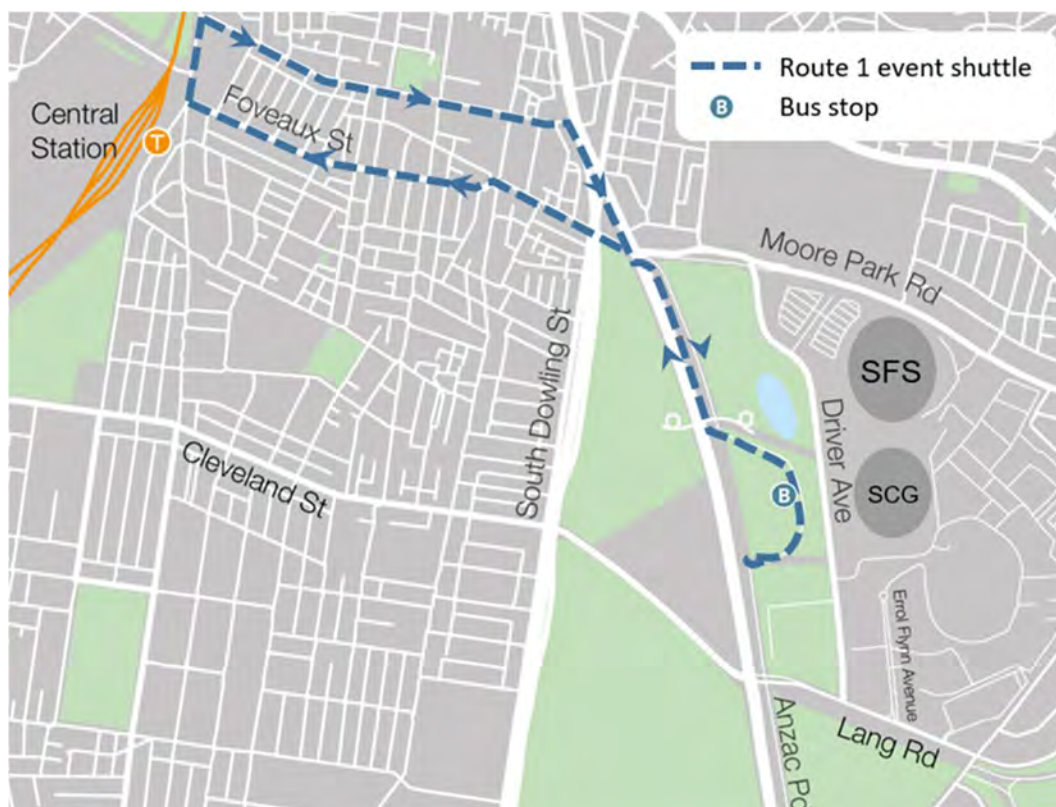 Route 1 event shuttle
B
Bus stop
Central
Station
T
Foveaux St
Moore Park Rd
SFS
South Dowling St
Driver Ave
Cleveland St
B
SCG
Errol Flynn Avenue
Anzac P
Lang Rd